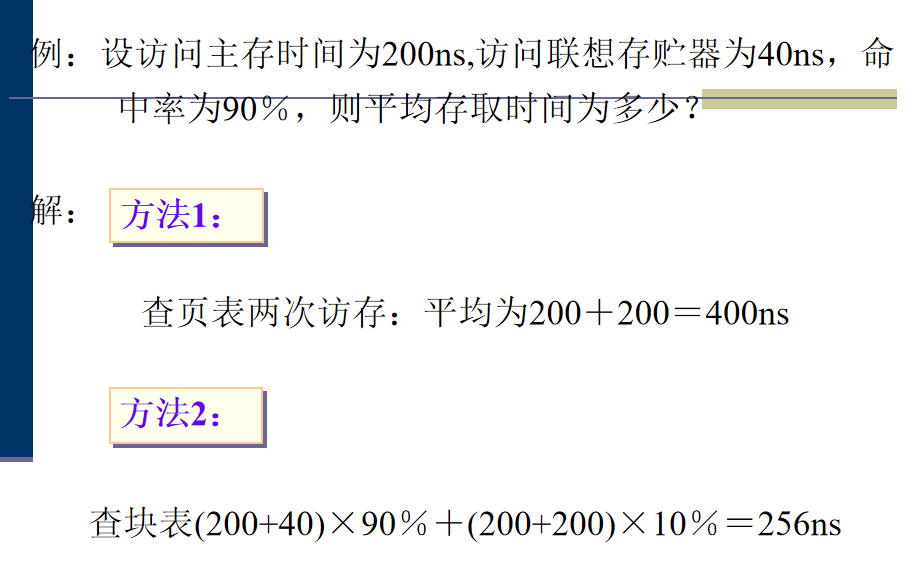 例：设访问主存时间为200ns,访问联想存贮器为40ns，命
中率为90％，则平均存取时间为多少？
解：
方法1：
查页表两次访存：平均为200＋200＝400ns
方法2：
查块表(200+40)×90％＋(200+200)×10％＝256ns